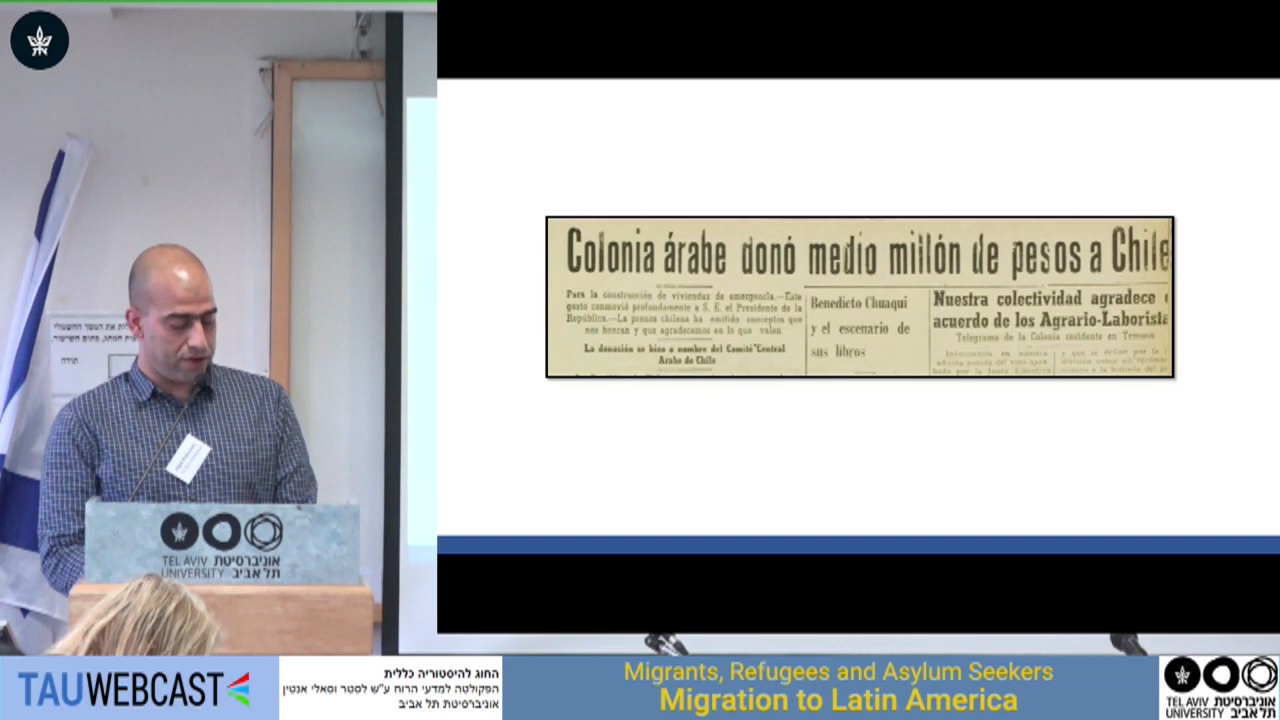 את המסך החשמלי
תודה
TEL AVIV אוניברסיטת
UNIVERSITY תל אביב
Colonia árabe donó medio millón de pesos a Chile
Para la construcción de viviendas de emergencia.—Este
gesto conmovió profundamente a S. E. el Presidente de la
República.—La prensa chilena ha emitido conceptos que
nos honran y que agradecemos en lo que valen
La donación se hizo a nombre del Comité Central
Arabe de Chile
Benedicto Chuaqui
y el escenario de
sus libros
Nuestra colectividad agradece
acuerdo de los Agrario-Laborista
Telegrama de la Colonia residente en Temuco
TAUWEBCAST
החוג להיסטוריה כללית
הפקולטה למדעי הרוח ע"ש לסטר וסאלי אנטין
אוניברסיטת תל אביב
Migrants, Refugees and Asylum Seekers
Migration to Latin America
TEL AVIV אוניברסיטת
UNIVERSITY תל אביב